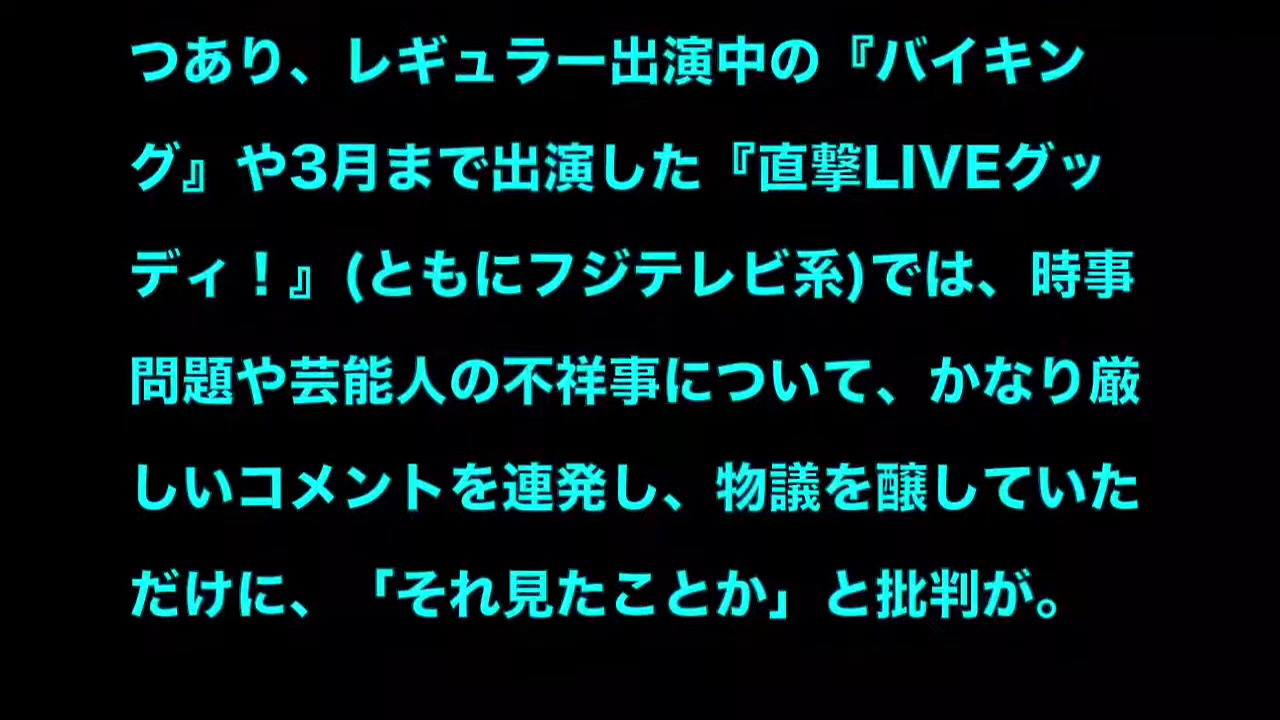 つあり、レギュラー出演中の『バイキン
グ』や3月まで出演した『直撃LIVEグッ
ディ！』(ともにフジテレビ系)では、時事
問題や芸能人の不祥事について、かなり厳
しいコメントを連発し、物議を醸していた
だけに、「それ見たことか」と批判が。